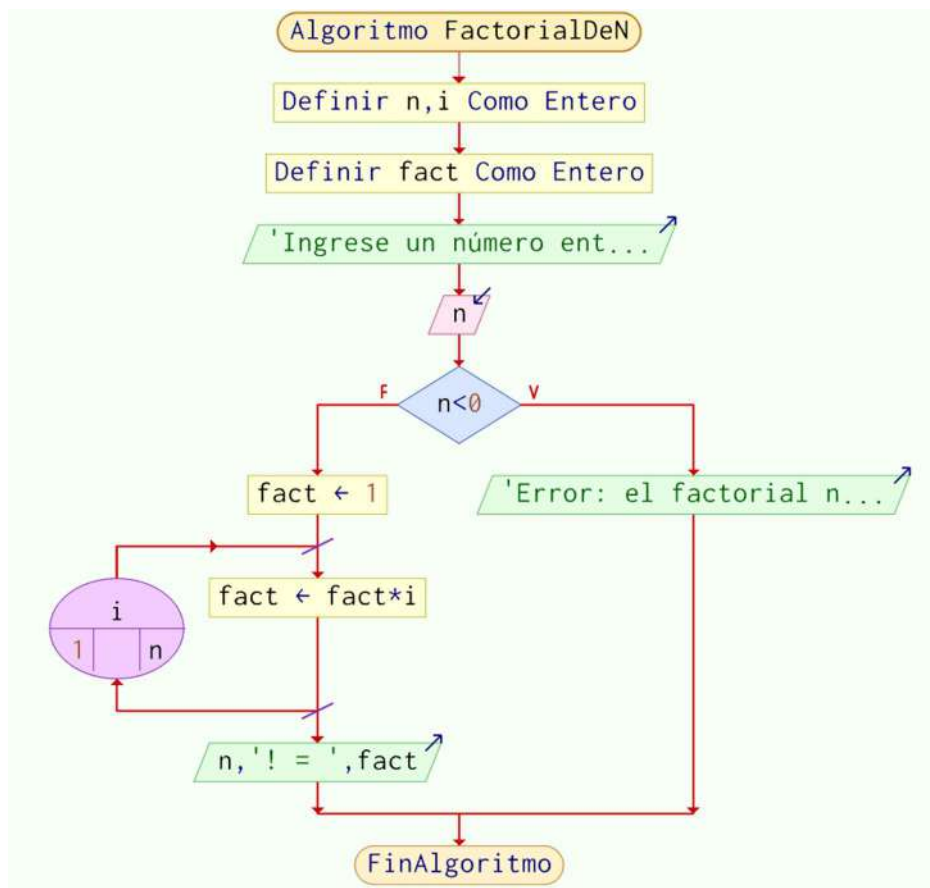 Algoritmo FactorialDeN
Definir n,i Como Entero
Definir fact Como Entero
'Ingrese un número ent...
n
n<0
F
V
fact ← 1
'Error: el factorial n...
i
1
n
fact ← fact*i
n,'! = ',fact
FinAlgoritmo